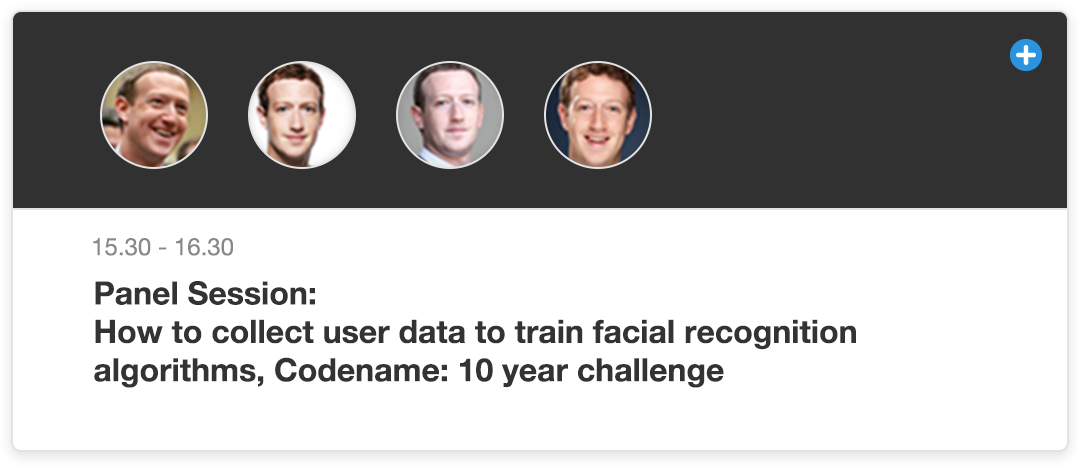 15.30 - 16.30
Panel Session:
How to collect user data to train facial recognition
algorithms, Codename: 10 year challenge